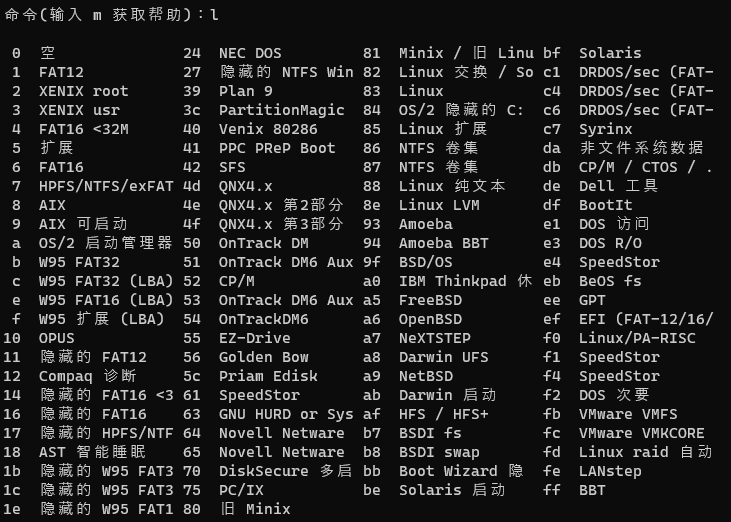 命令(输入 m 获取帮助)：l
0 空 24 NEC DOS 81 Minix / 旧 Linu bf Solaris
1 FAT12 27 隐藏的 NTFS Win 82 Linux 交换 / So c1 DRDOS/sec (FAT-
2 XENIX root 39 Plan 9 83 Linux c4 DRDOS/sec (FAT-
3 XENIX usr 3c PartitionMagic 84 OS/2 隐藏的 C: c6 DRDOS/sec (FAT-
4 FAT16 <32M 40 Venix 80286 85 Linux 扩展 c7 Syrinx
5 扩展 41 PPC PReP Boot 86 NTFS 卷集 da 非文件系统数据
6 FAT16 42 SFS 87 NTFS 卷集 db CP/M / CTOS / .
7 HPFS/NTFS/exFAT 4d QNX4.x 88 Linux 纯文本 de Dell 工具
8 AIX 4e QNX4.x 第2部分 8e Linux LVM df BootIt
9 AIX 可启动 4f QNX4.x 第3部分 93 Amoeba e1 DOS 访问
a OS/2 启动管理器 50 OnTrack DM 94 Amoeba BBT e3 DOS R/O
b W95 FAT32 51 OnTrack DM6 Aux 9f BSD/OS e4 SpeedStor
c W95 FAT32 (LBA) 52 CP/M a0 IBM Thinkpad 休 eb BeOS fs
e W95 FAT16 (LBA) 53 OnTrack DM6 Aux a5 FreeBSD ee GPT
f W95 扩展 (LBA) 54 OnTrackDM6 a6 OpenBSD ef EFI (FAT-12/16/
10 OPUS 55 EZ-Drive a7 NeXTSTEP f0 Linux/PA-RISC
11 隐藏的 FAT12 56 Golden Bow a8 Darwin UFS f1 SpeedStor
12 Compaq 诊断 5c Priam Edisk a9 NetBSD f4 SpeedStor
14 隐藏的 FAT16 <3 61 SpeedStor ab Darwin 启动 f2 DOS 次要
16 隐藏的 FAT16 63 GNU HURD or Sys af HFS / HFS+ fb VMware VMFS
17 隐藏的 HPFS/NTF 64 Novell Netware b7 BSDI fs fc VMware VMKCORE
18 AST 智能睡眠 65 Novell Netware b8 BSDI swap fd Linux raid 自动
1b 隐藏的 W95 FAT3 70 DiskSecure 多启 bb Boot Wizard 隐 fe LANstep
1c 隐藏的 W95 FAT3 75 PC/IX be Solaris 启动 ff BBT
1e 隐藏的 W95 FAT1 80 旧 Minix